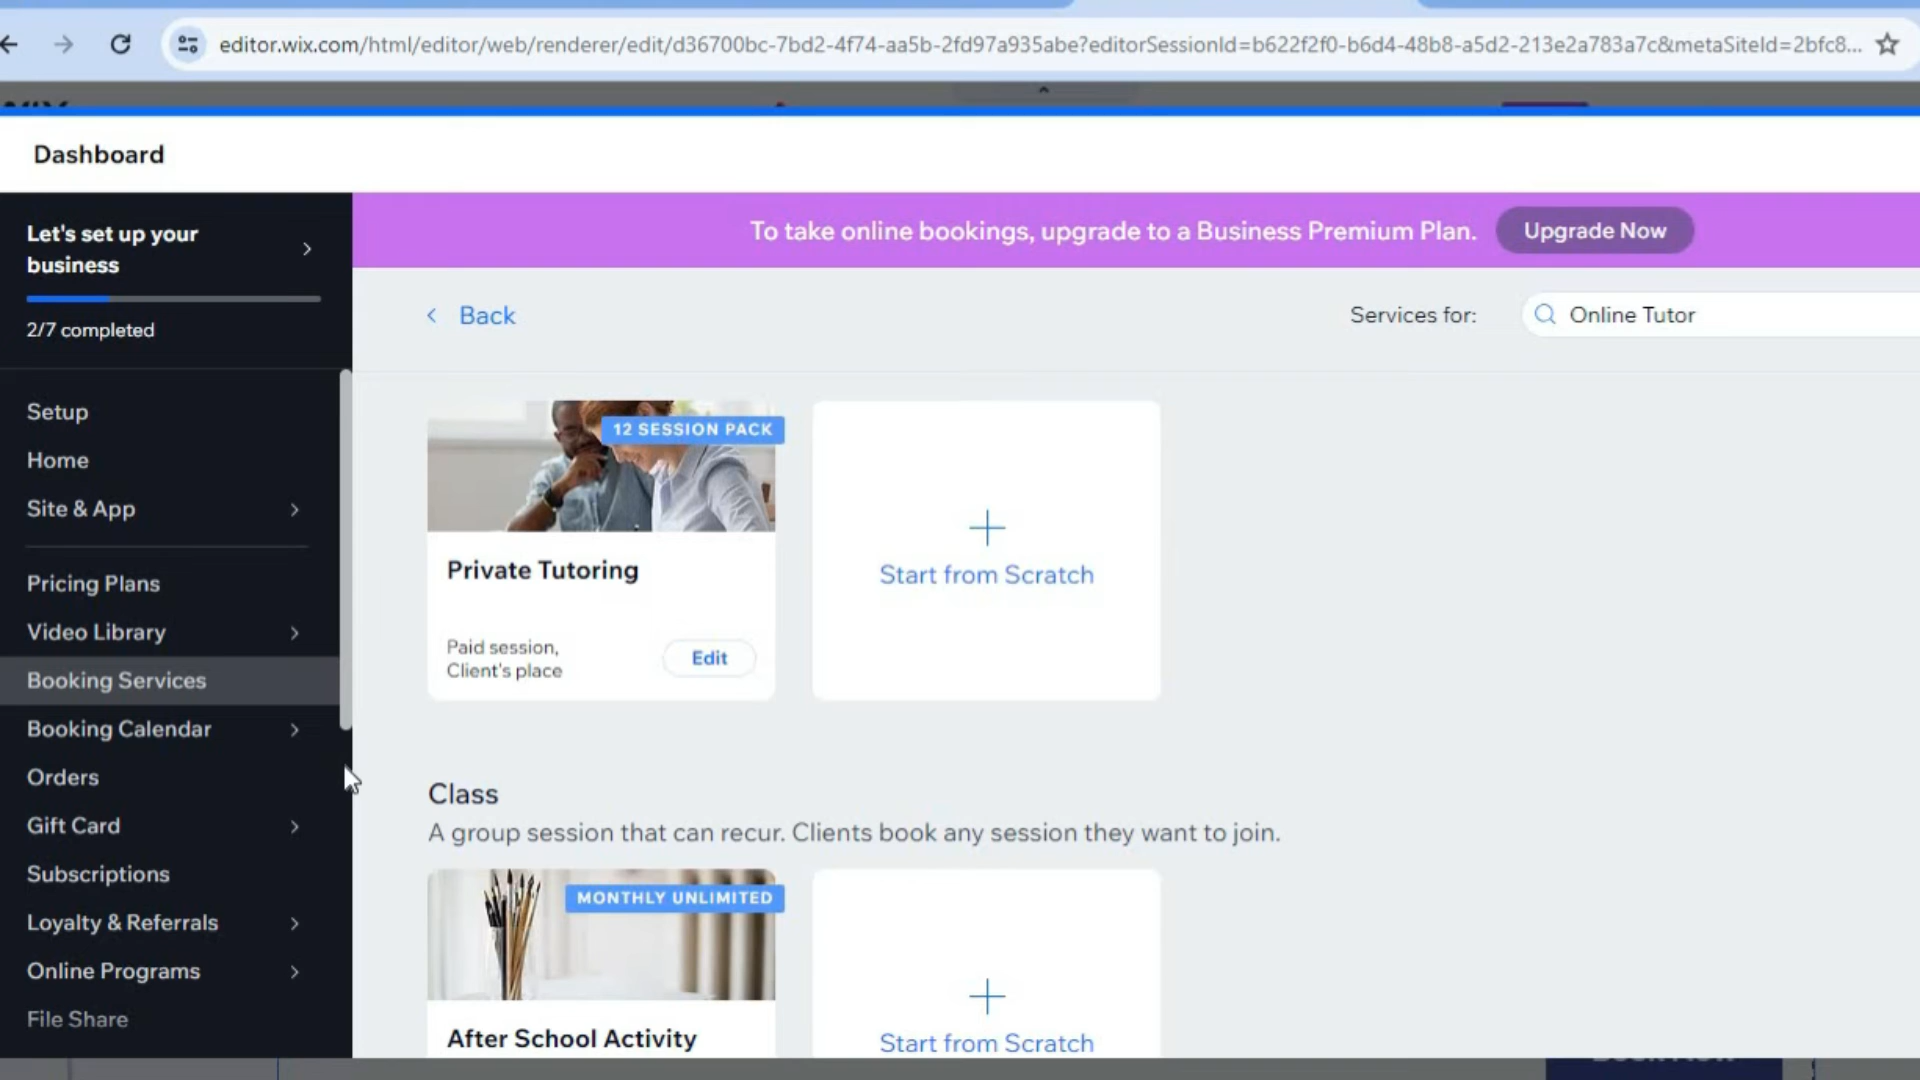 editor.wix.com/html/editor/web/renderer/edit/d36700bc-7bd2-4f74-aa5b-2fd97a935abe?editorSessionId=b622f2f0-b6d4-48b8-a5d2-213e2a783a7c&metaSiteId=2bfc8...
Dashboard
Let's set up your
business
2/7 completed
To take online bookings, upgrade to a Business Premium Plan.
Upgrade Now
Back
Services for:
Online Tutor
Setup
Home
Site & App
Pricing Plans
Video Library
Booking Services
Booking Calendar
Orders
Gift Card
Subscriptions
Loyalty & Referrals
Online Programs
File Share
12 SESSION PACK
Private Tutoring
Paid session,
Client's place
Edit
Start from Scratch
Class
A group session that can recur. Clients book any session they want to join.
MONTHLY UNLIMITED
After School Activity
Start from Scratch